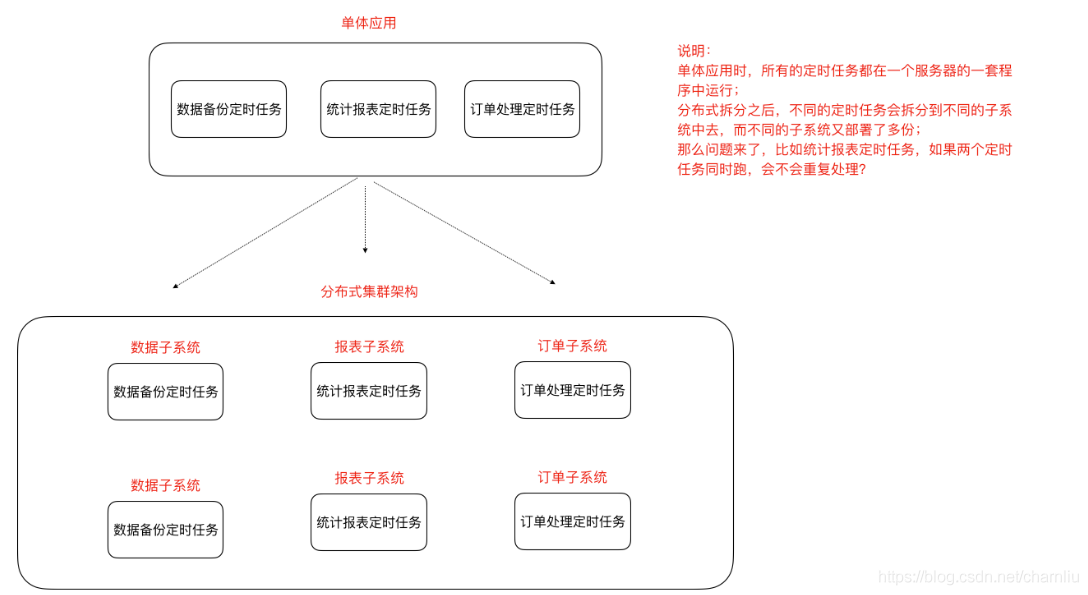 单体应用
数据备份定时任务
统计报表定时任务
订单处理定时任务
说明：
单体应用时，所有的定时任务都在一个服务器的一套程
序中运行；
分布式拆分之后，不同的定时任务会拆分到不同的子系
统中去，而不同的子系统又部署了多份；
那么问题来了，比如统计报表定时任务，如果两个定时
任务同时跑，会不会重复处理？
分布式集群架构
数据子系统
报表子系统
订单子系统
数据备份定时任务
统计报表定时任务
订单处理定时任务
数据子系统
报表子系统
订单子系统
数据备份定时任务
统计报表定时任务
订单处理定时任务
https://blog.csdn.net/chamliu